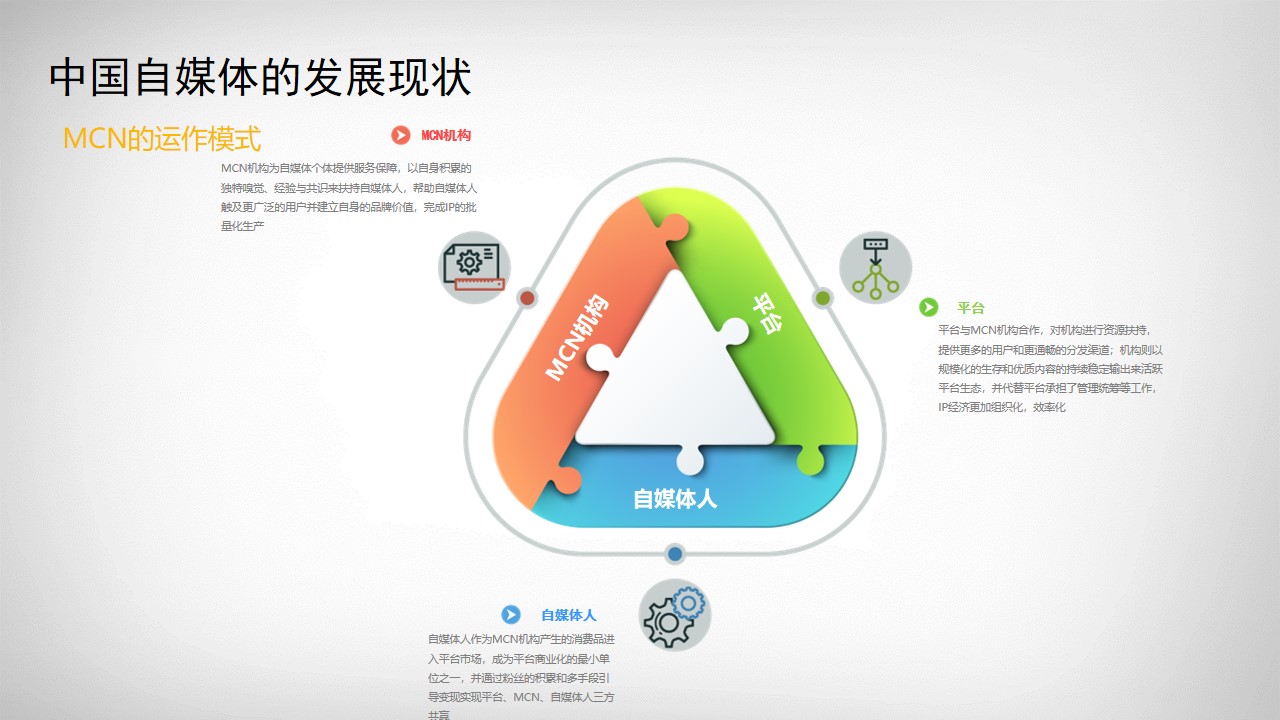 中国自媒体的发展现状
MCN的运作模式
MCN机构
MCN机构为自媒体个体提供服务保障，以自身积累的
独特嗅觉、经验与共识来扶持自媒体人，帮助自媒体人
触及更广泛的用户并建立自身的品牌价值，完成IP的批
量化生产
MCN机构
平台
自媒体人
平台
平台与MCN机构合作，对机构进行资源扶持，
提供更多的用户和更通畅的分发渠道；机构则以
规模化的生存和优质内容的持续稳定输出来活跃
平台生态，并代替平台承担了管理统筹等工作，
IP经济更加组织化，效率化
自媒体人
自媒体人作为MCN机构产生的消费品进
入平台市场，成为平台商业化的最小单
位之一，并通过粉丝的积累和多手段引
导变现实现平台、MCN、自媒体人三方
共赢